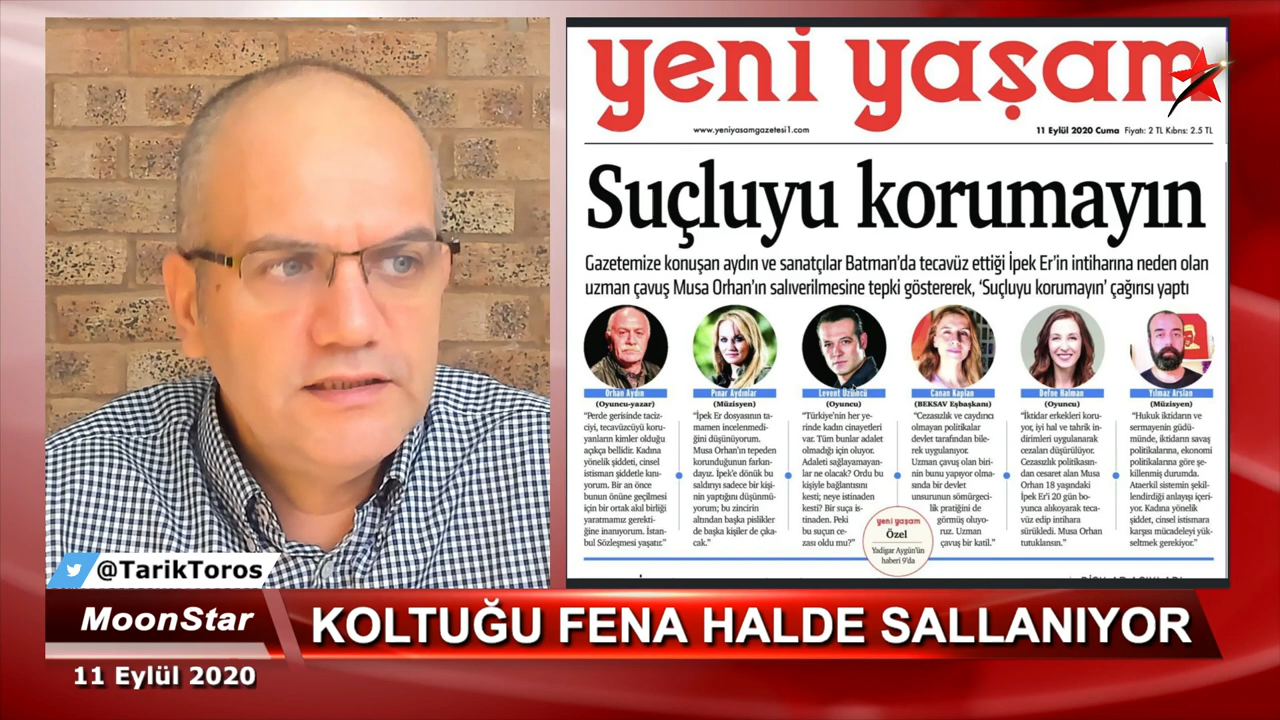 yeni yaşam
www.yeniyasamgazetesi1.com
11 Eylül 2020 Cuma Fiyatı: 2 TL Kıbrıs: 2.5 TL
Suçluyu korumayın
Gazetemize konuşan aydın ve sanatçılar Batman’da tecavüz ettiği İpek Er’in intiharına neden olan
uzman çavuş Musa Orhan’ın salıverilmesine tepki göstererek, ‘Suçluyu korumayın’ çağırısı yaptı
Orhan Aydın
(Oyuncu-yazar)
“Perde gerisinde taciz-
ciyi, tecavüzcüyü koru-
yanların kimler olduğu
açıkça bellidir. Kadına
yönelik şiddeti, cinsel
istismarı şiddetle kını-
yorum. Bir an önce
bunun önüne geçilmesi
için bir ortak akıl birliği
yaratmamız gerekti-
ğine inanıyorum. İstan-
bul Sözleşmesi yaşatır.”
Pınar Aydınlar
(Müzisyen)
“İpek Er dosyasının ta-
mamen incelenmedi-
ğini düşünüyorum.
Musa Orhan’ın tepeden
korunduğunun farkın-
dayız. İpek’e dönük bu
saldırıyı sadece bir kişi-
nin yaptığını düşünmü-
yorum; bu zincirin
altından başka pislikler
de başka kişiler de çıka-
cak.”
Levent Üzümcü
(Oyuncu)
“Türkiye’nin her ye-
rinde kadın cinayetleri
var. Tüm bunlar adalet
olmadığı için oluyor.
Adaleti sağlayamayan-
lar ne olacak? Ordu bu
kişiyle bağlantısını
kesti; neye istinaden
kesti? Bir suça is-
tinaden. Peki
bu suçun ce-
zası oldu mu?”
Canan Kaplan
(BEKSAV Eşbaşkanı)
“Cezasızlık ve caydırıcı
olmayan politikalar
devlet tarafından bile-
rek uygulanıyor.
Uzman çavuş olan biri-
nin bunu yapıyor olma-
sında bir devlet
unsurunun sömürgeci-
lik pratiğini de
görmüş oluyo-
ruz. Uzman
çavuş bir katil.”
Defne Halman
(Oyuncu)
“İktidar erkekleri koru-
yor, iyi hal ve tahrik in-
dirimleri uygulanarak
cezaları düşürülüyor.
Cezasızlık politikasın-
dan cesaret alan Musa
Orhan 18 yaşındaki
İpek Er’i 20 gün bo-
yunca alıkoyarak teca-
vüz edip intihara
sürükledi. Musa Orhan
tutuklansın.”
Yılmaz Arslan
(Müzisyen)
“Hukuk iktidarın ve
sermayenin güdü-
münde, iktidarın savaş
politikalarına, ekonomi
politikalarına göre şe-
killenmiş durumda.
Ataerkil sistemin şekil-
lendirdiği anlayışı içeri-
yor. Kadına yönelik
şiddet, cinsel istismara
karşı mücadeleyi yük-
seltmek gerekiyor.”
yeni yaşam
Özel
Yadigar Aygün’ün
haberi 9’da
@TarikToros
MoonStar
KOLTUĞU FENA HALDE SALLANIYOR
11 Eylül 2020